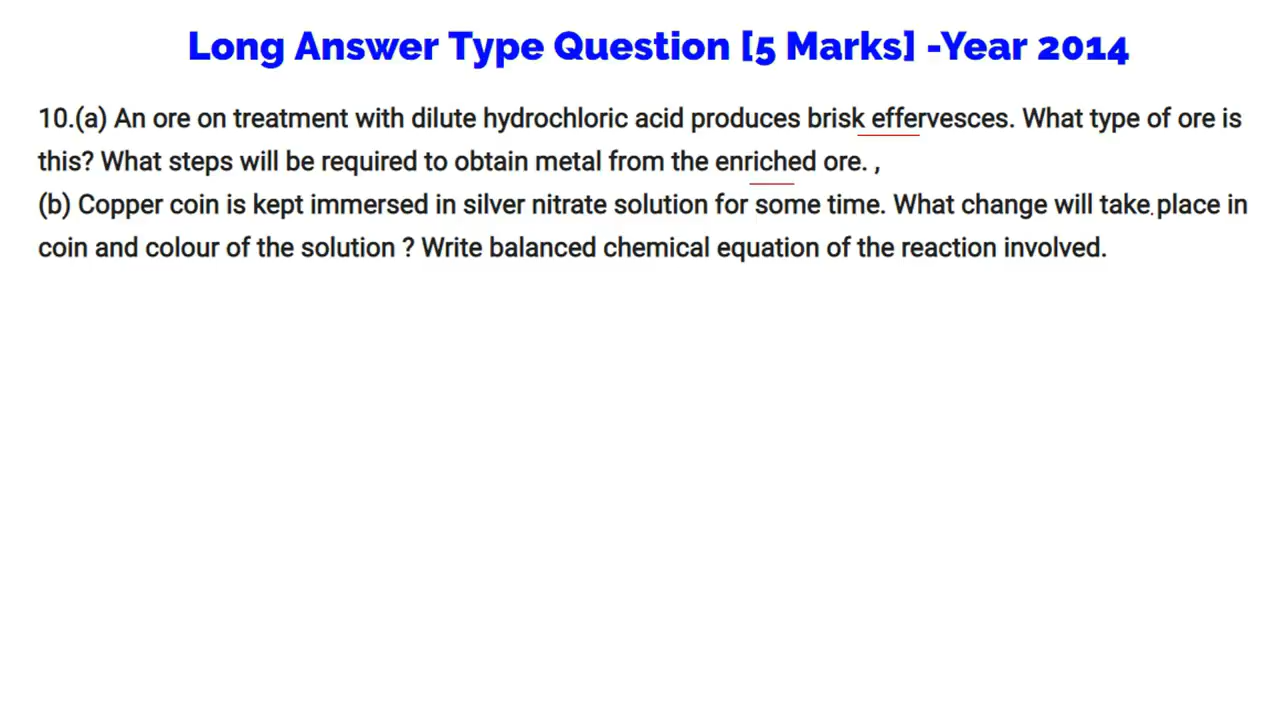 Long Answer Type Question [5 Marks] -Year 2014
10.(a) An ore on treatment with dilute hydrochloric acid produces brisk effervesces. What type of ore is
this? What steps will be required to obtain metal from the enriched ore. ,
(b) Copper coin is kept immersed in silver nitrate solution for some time. What change will take place in
coin and colour of the solution ? Write balanced chemical equation of the reaction involved.